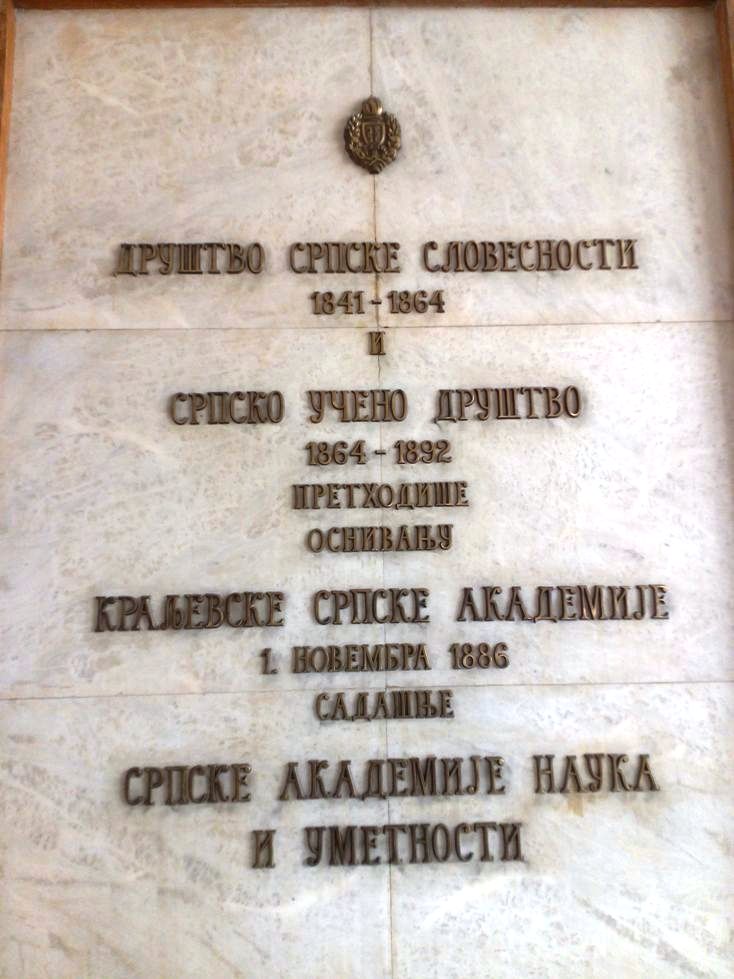 ДРУШТВО СРПСКЕ СЛОВЕСНОСТИ
1841 - 1864
И
СРПСКО УЧЕНО ДРУШТВО
1864 - 1892
ПРЕТХОДИШЕ
ОСНИВАЊУ
КРАЉЕВСКЕ СРПСКЕ АКАДЕМИЈЕ
1. НОВЕМБРА 1886
САДАШЊЕ
СРПСКЕ АКАДЕМИЈЕ НАУКА
И УМЕТНОСТИ